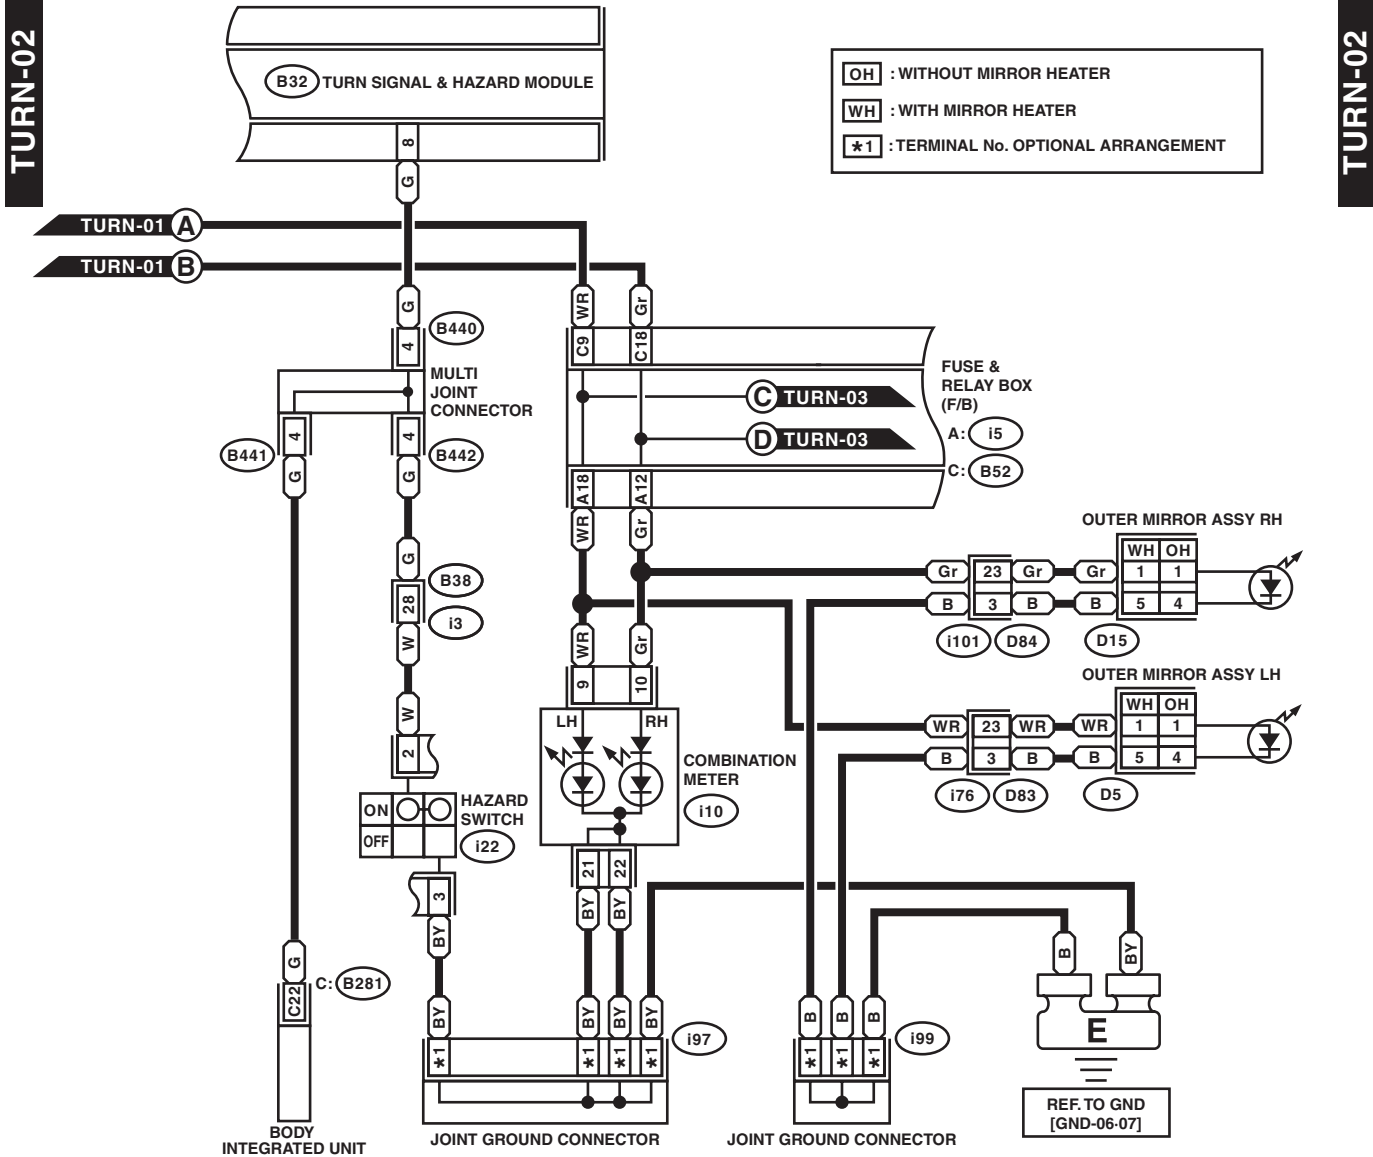 TURN-02
TURN-02
B32 TURN SIGNAL & HAZARD MODULE
8
G
OH : WITHOUT MIRROR HEATER
WH : WITH MIRROR HEATER
*1 : TERMINAL No. OPTIONAL ARRANGEMENT
TURN-01 A
TURN-01 B
G
WR
Gr
4
B440
C9
C18
MULTI
JOINT
CONNECTOR
C TURN-03
D TURN-03
FUSE &
RELAY BOX
(F/B)
A: i5
C: B52
4
B441
G
4
B442
G
A18
A12
WR
Gr
G
B38
28
i3
W
W
2
ON
OFF
HAZARD
SWITCH
i22
3
BY
BY
WR
Gr
9
10
LH
RH
COMBINATION
METER
i10
21
22
BY
BY
BY
BY
BY
OUTER MIRROR ASSY RH
WH OH
Gr 23 Gr Gr 1 1
B 3 B B 5 4
i101 D84 D15
OUTER MIRROR ASSY LH
WH OH
WR 23 WR WR 1 1
B 3 B B 5 4
i76 D83 D5
G
C: B281
C22
BODY
INTEGRATED UNIT
*1 *1 *1 *1
i97
JOINT GROUND CONNECTOR
B B B
*1 *1 *1
i99
JOINT GROUND CONNECTOR
B
BY
E
REF. TO GND
[GND-06·07]